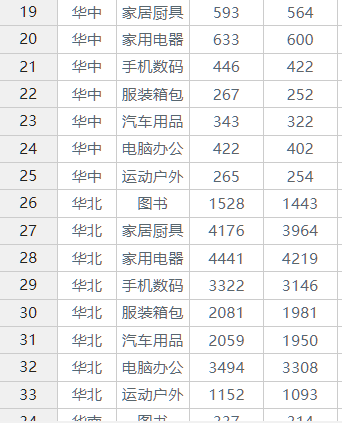 19 华中 家居厨具 593 564
20 华中 家用电器 633 600
21 华中 手机数码 446 422
22 华中 服装箱包 267 252
23 华中 汽车用品 343 322
24 华中 电脑办公 422 402
25 华中 运动户外 265 254
26 华北 图书 1528 1443
27 华北 家居厨具 4176 3964
28 华北 家用电器 4441 4219
29 华北 手机数码 3322 3146
30 华北 服装箱包 2081 1981
31 华北 汽车用品 2059 1950
32 华北 电脑办公 3494 3308
33 华北 运动户外 1152 1093